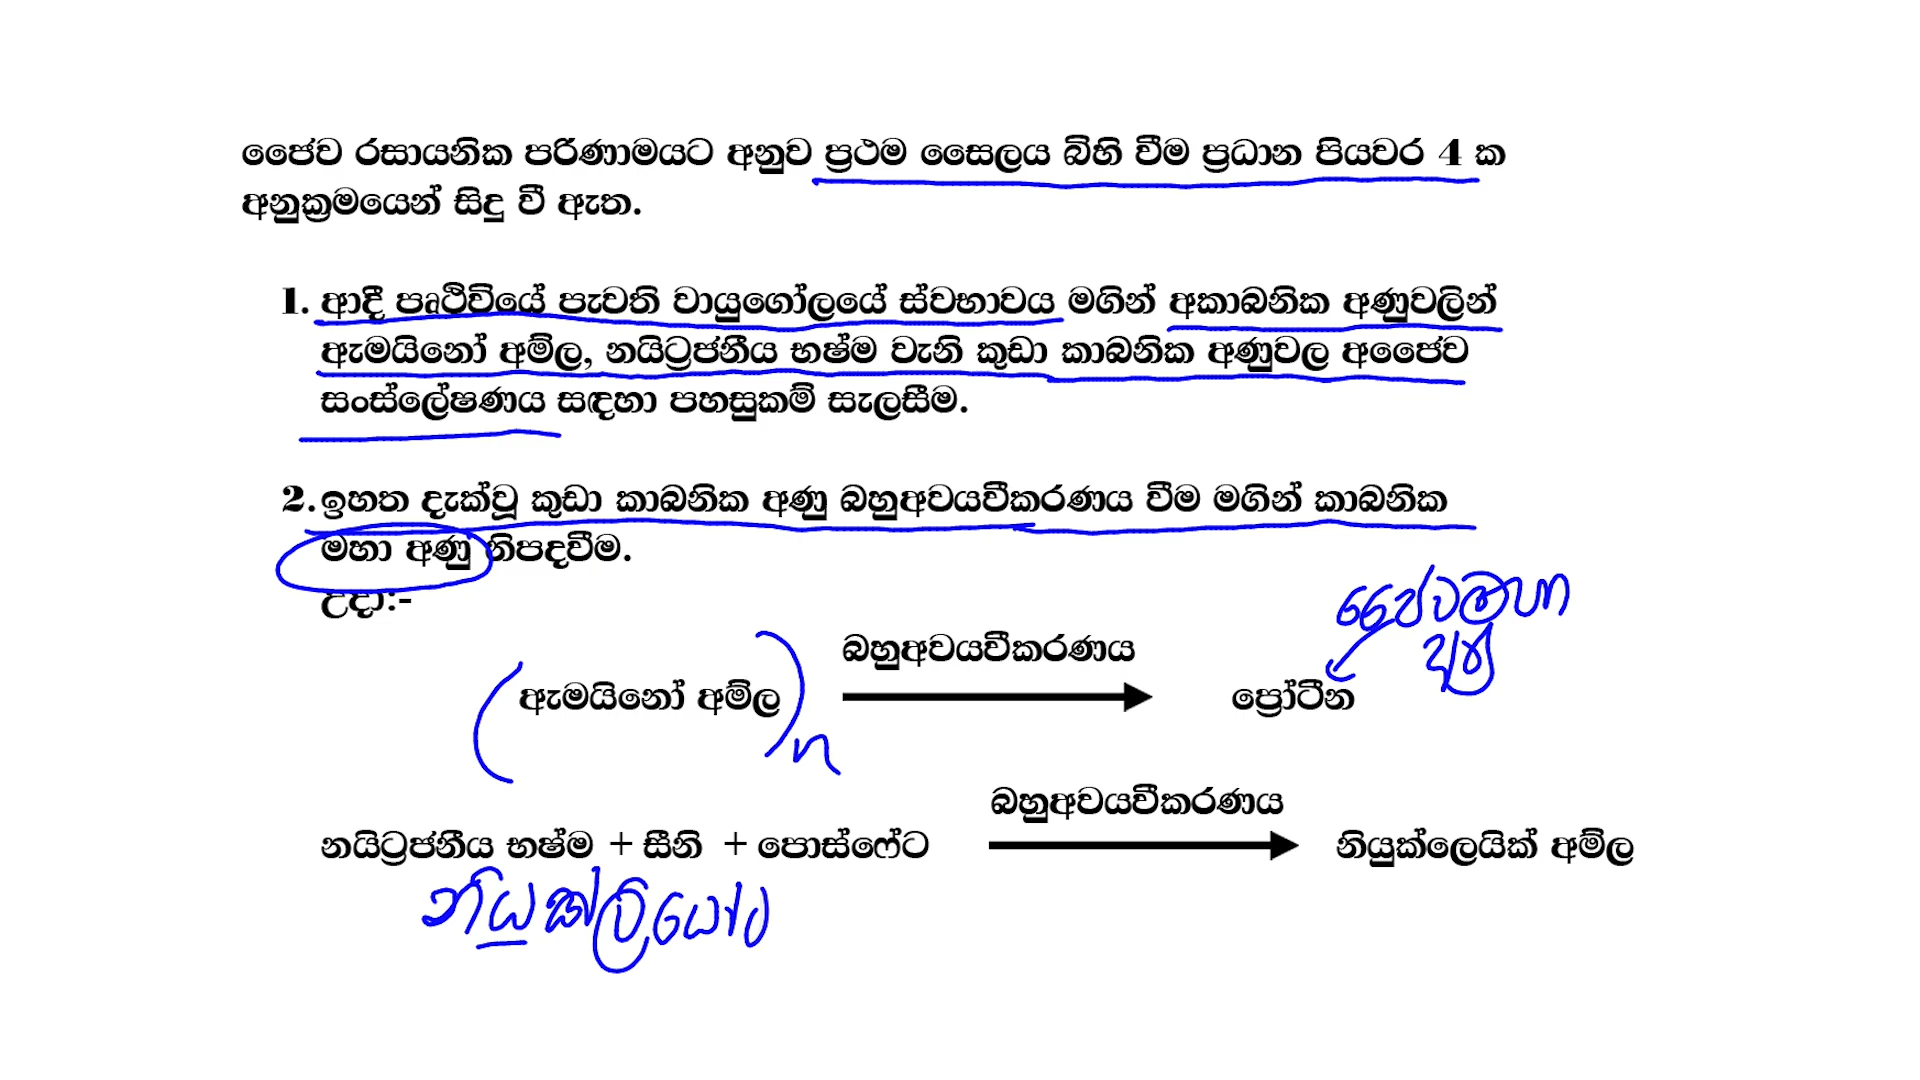 ජෛව රසායනික පරිණාමයට අනුව ප්‍රථම සෛලය බිහි වීම ප්‍රධාන පියවර 4 ක
අනුක්‍රමයෙන් සිදු වී ඇත.
1. ආදී පෘථිවියේ පැවති වායුගෝලයේ ස්වභාවය මගින් අකාබනික අණුවලින්
ඇමයිනෝ අම්ල, නයිට්‍රජනීය භෂ්ම වැනි කුඩා කාබනික අණුවල අජෛව
සංස්ලේෂණය සඳහා පහසුකම් සැලසීම.
2. ඉහත දැක්වූ කුඩා කාබනික අණු බහුඅවයවීකරණය වීම මගින් කාබනික
මහා අණු නිපදවීම.
උදා:-
ජෛවමහා
අණු
බහුඅවයවීකරණය
(ඇමයිනෝ අම්ල)n ප්‍රෝටීන
බහුඅවයවීකරණය
නයිට්‍රජනීය භෂ්ම + සීනි + පොස්ෆේට නියුක්ලෙයික් අම්ල
නියුක්ලියෝට